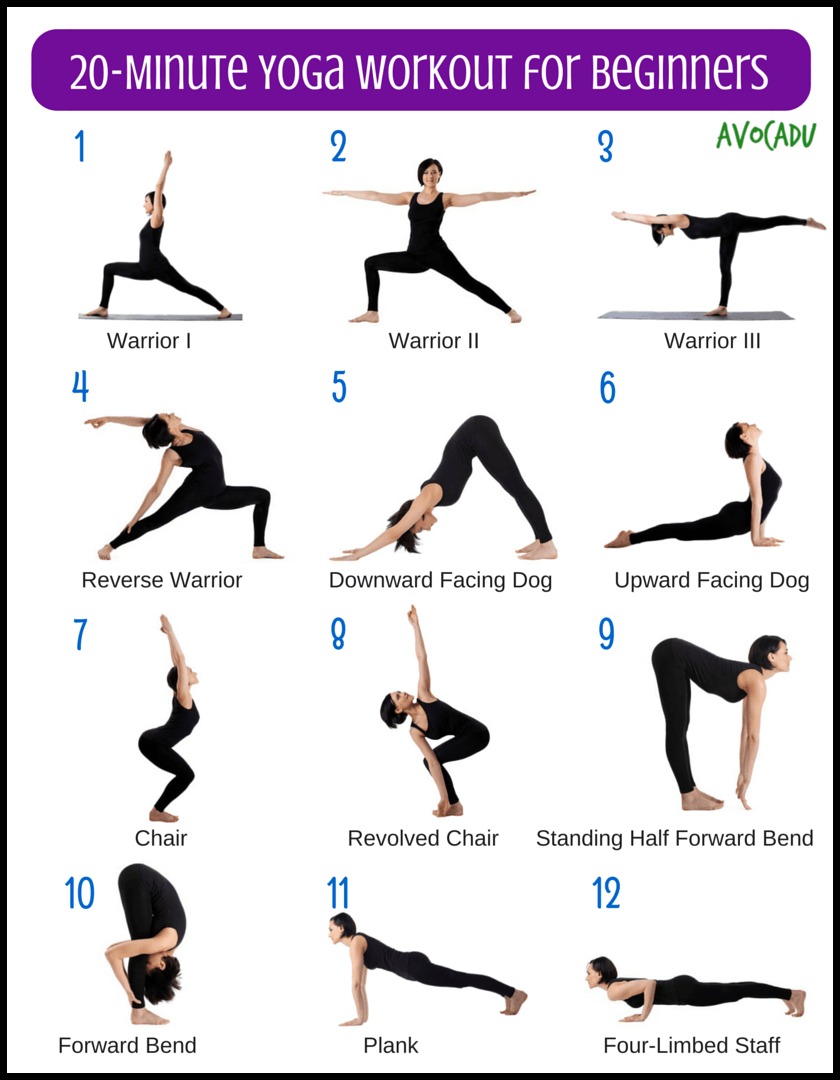 20-Minute Yoga Workout for Beginners
AVOCADU
1
2
3
Warrior I
Warrior II
Warrior III
4
5
6
Reverse Warrior
Downward Facing Dog
Upward Facing Dog
7
8
9
Chair
Revolved Chair
Standing Half Forward Bend
10
11
12
Forward Bend
Plank
Four-Limbed Staff